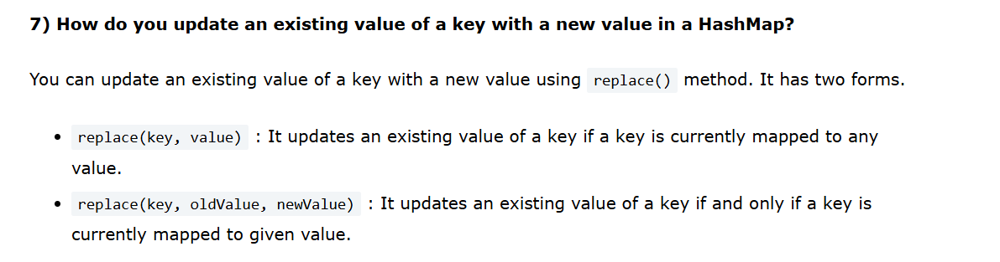 7) How do you update an existing value of a key with a new value in a HashMap?
You can update an existing value of a key with a new value using replace() method. It has two forms.
• replace(key, value) : It updates an existing value of a key if a key is currently mapped to any
value.
• replace(key, oldValue, newValue) : It updates an existing value of a key if and only if a key is
currently mapped to given value.